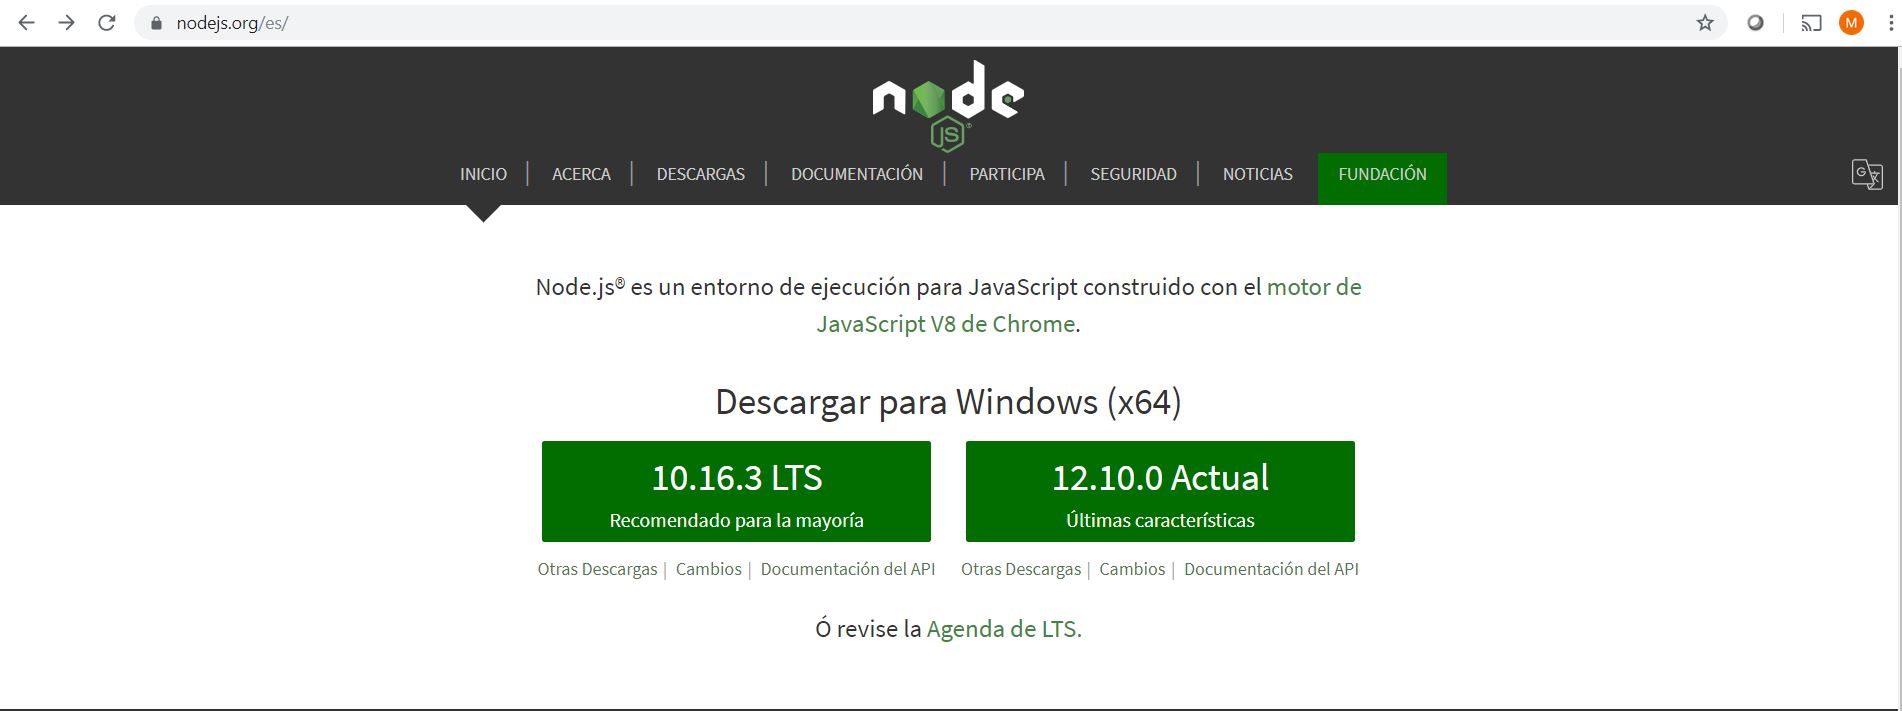 nodejs.org/es/
M
node
JS®
INICIO | ACERCA | DESCARGAS | DOCUMENTACIÓN | PARTICIPA | SEGURIDAD | NOTICIAS FUNDACIÓN
G
Node.js® es un entorno de ejecución para JavaScript construido con el motor de
JavaScript V8 de Chrome.
Descargar para Windows (x64)
10.16.3 LTS
Recomendado para la mayoría
12.10.0 Actual
Últimas características
Otras Descargas | Cambios | Documentación del API
Otras Descargas | Cambios | Documentación del API
Ó revise la Agenda de LTS.